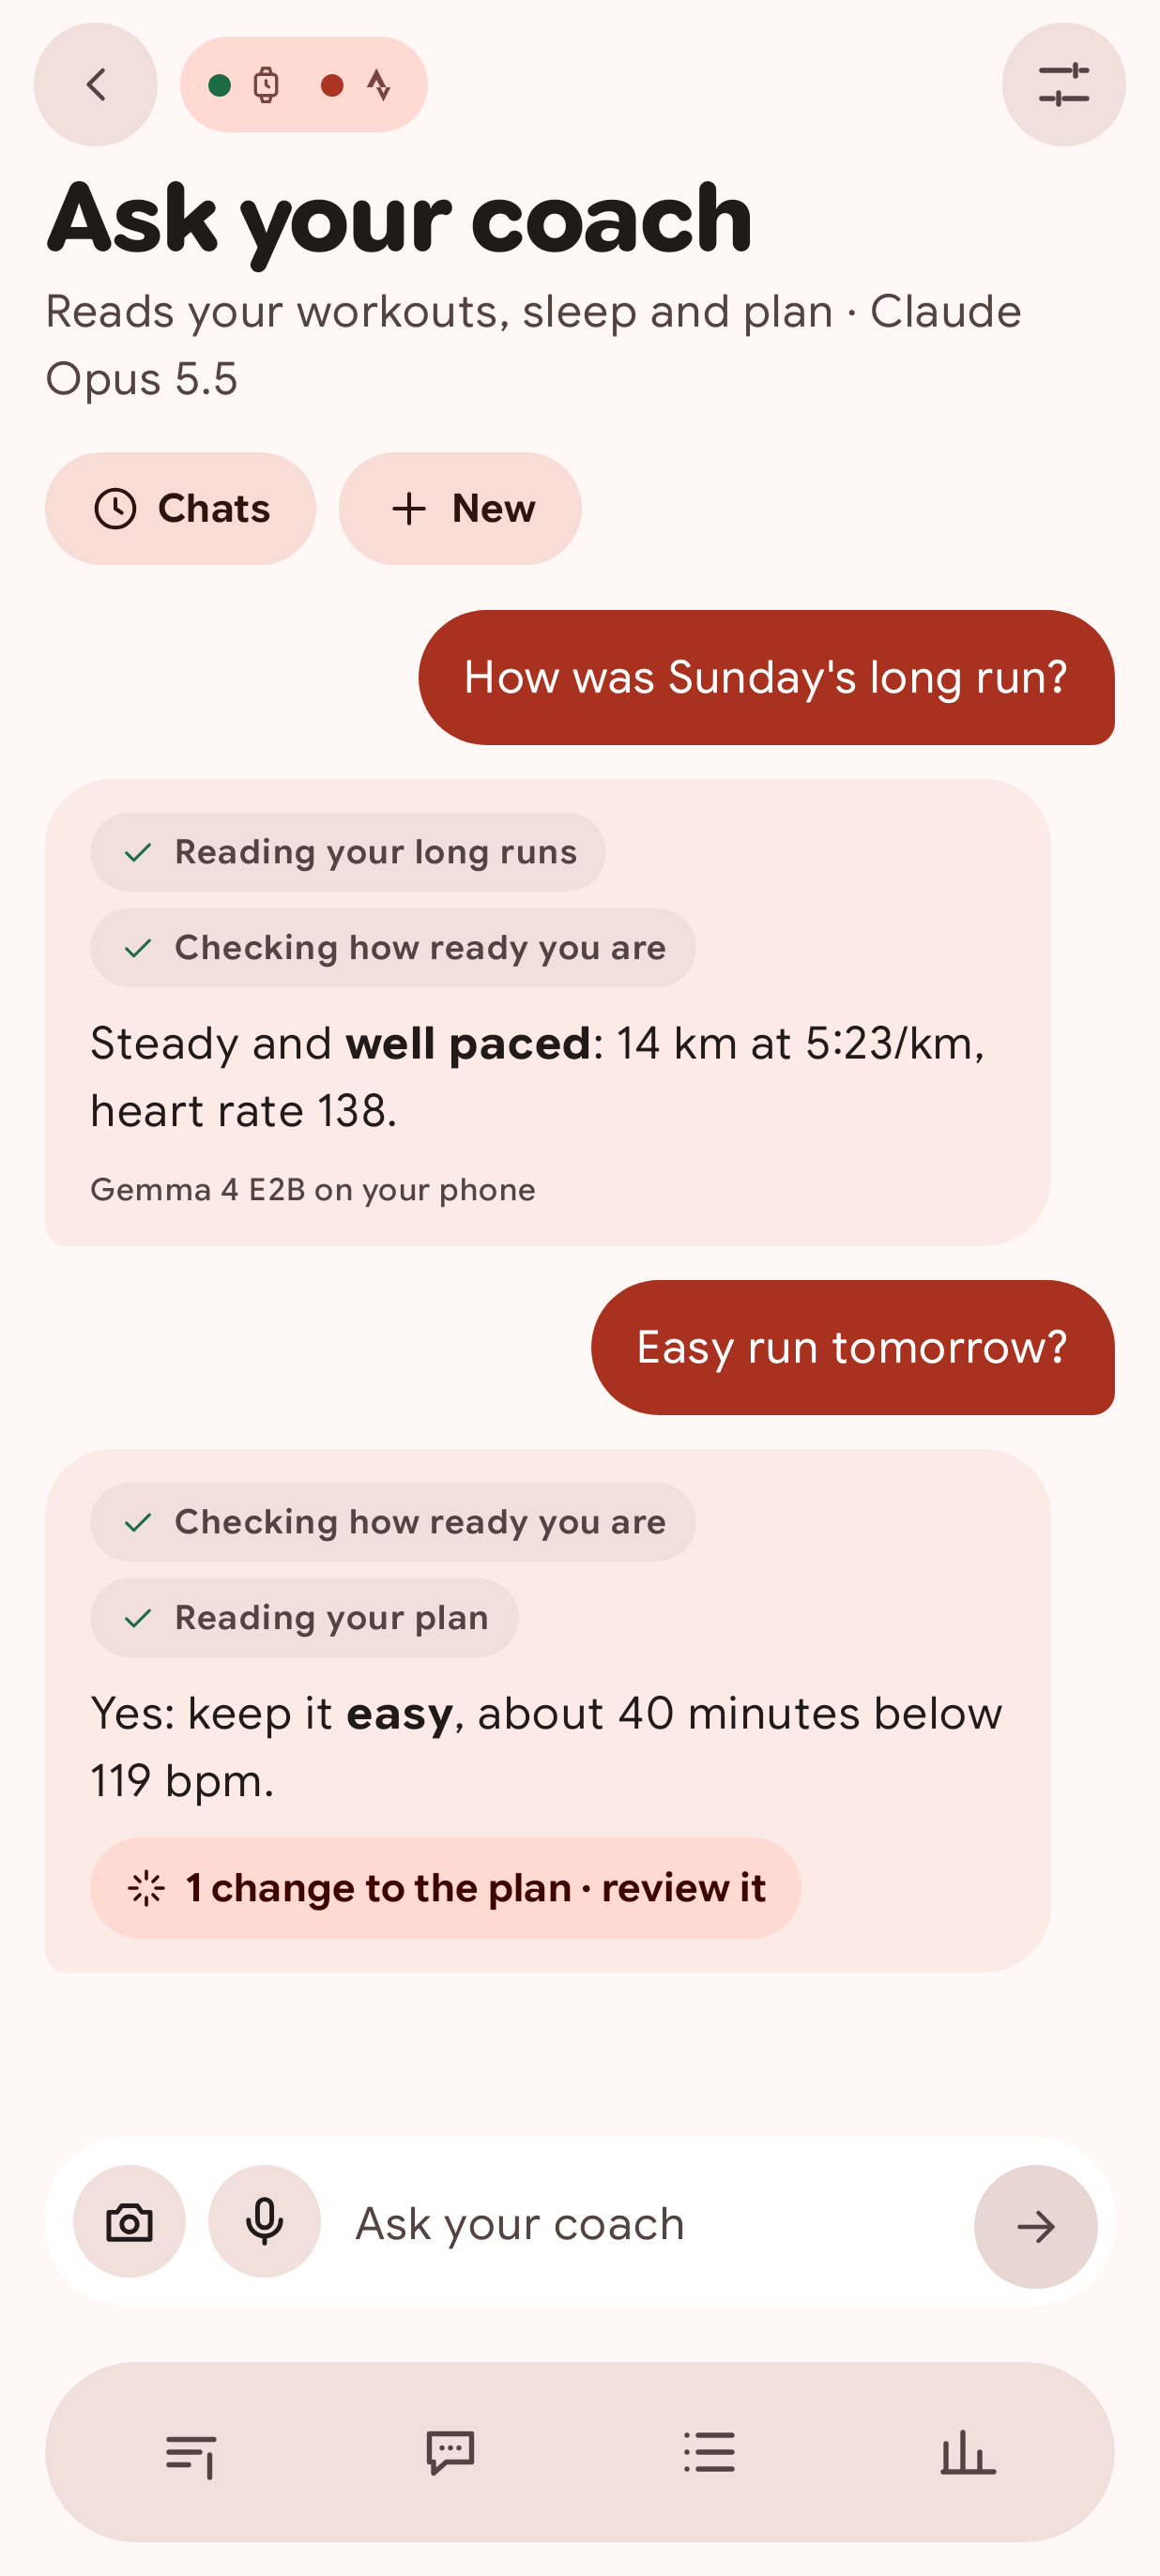 Ask your coach
Reads your workouts, sleep and plan · Claude
Opus 5.5
Chats
New
How was Sunday's long run?
Reading your long runs
Checking how ready you are
Steady and well paced: 14 km at 5:23/km,
heart rate 138.
Gemma 4 E2B on your phone
Easy run tomorrow?
Checking how ready you are
Reading your plan
Yes: keep it easy, about 40 minutes below
119 bpm.
1 change to the plan · review it
Ask your coach